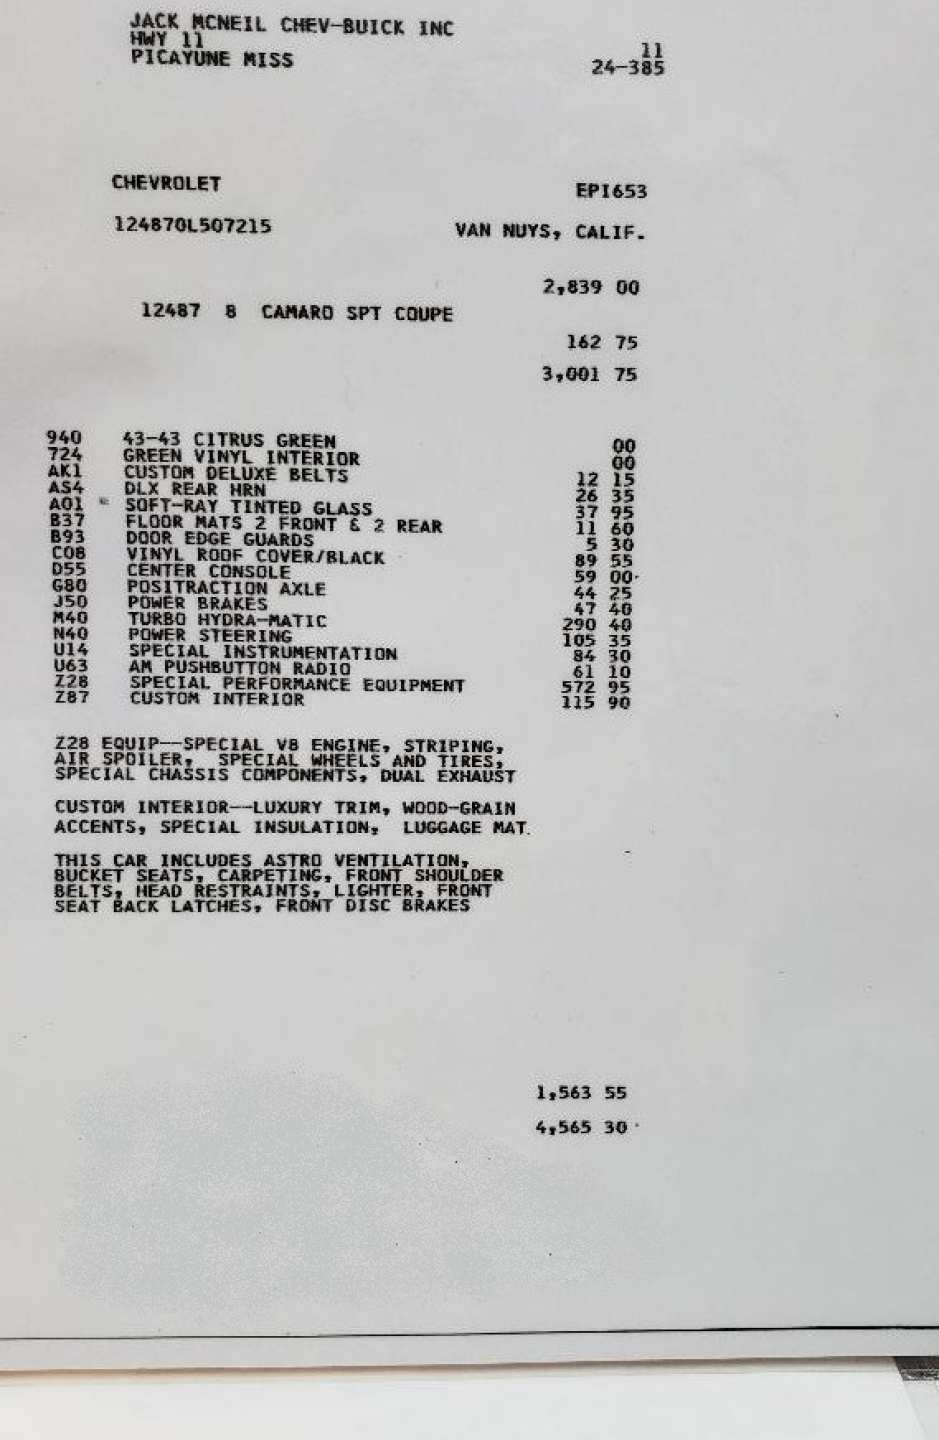 JACK MCNEIL CHEV-BUICK INC
HWY 11
11
PICAYUNE MISS
24-385
CHEVROLET EPI653
124870L507215 VAN NUYS, CALIF.
2,839 00
12487 8 CAMARO SPT COUPE
162 75
3,001 75
940 43-43 CITRUS GREEN 00
724 GREEN VINYL INTERIOR 00
AK1 CUSTOM DELUXE BELTS 12 15
AS4 DLX REAR HRN 26 35
A01 SOFT-RAY TINTED GLASS 37 95
B37 FLOOR MATS 2 FRONT & 2 REAR 11 60
B93 DOOR EDGE GUARDS 5 30
C08 VINYL ROOF COVER/BLACK 89 55
D55 CENTER CONSOLE 59 00
G80 POSITRACTION AXLE 44 25
J50 POWER BRAKES 47 40
M40 TURBO HYDRA-MATIC 290 40
N40 POWER STEERING 105 35
U14 SPECIAL INSTRUMENTATION 84 30
U63 AM PUSHBUTTON RADIO 61 10
Z28 SPECIAL PERFORMANCE EQUIPMENT 572 95
Z87 CUSTOM INTERIOR 115 90
Z28 EQUIP--SPECIAL V8 ENGINE, STRIPING,
AIR SPOILER, SPECIAL WHEELS AND TIRES,
SPECIAL CHASSIS COMPONENTS, DUAL EXHAUST
CUSTOM INTERIOR--LUXURY TRIM, WOOD-GRAIN
ACCENTS, SPECIAL INSULATION, LUGGAGE MAT.
THIS CAR INCLUDES ASTRO VENTILATION,
BUCKET SEATS, CARPETING, FRONT SHOULDER
BELTS, HEAD RESTRAINTS, LIGHTER, FRONT
SEAT BACK LATCHES, FRONT DISC BRAKES
1,563 55
4,565 30